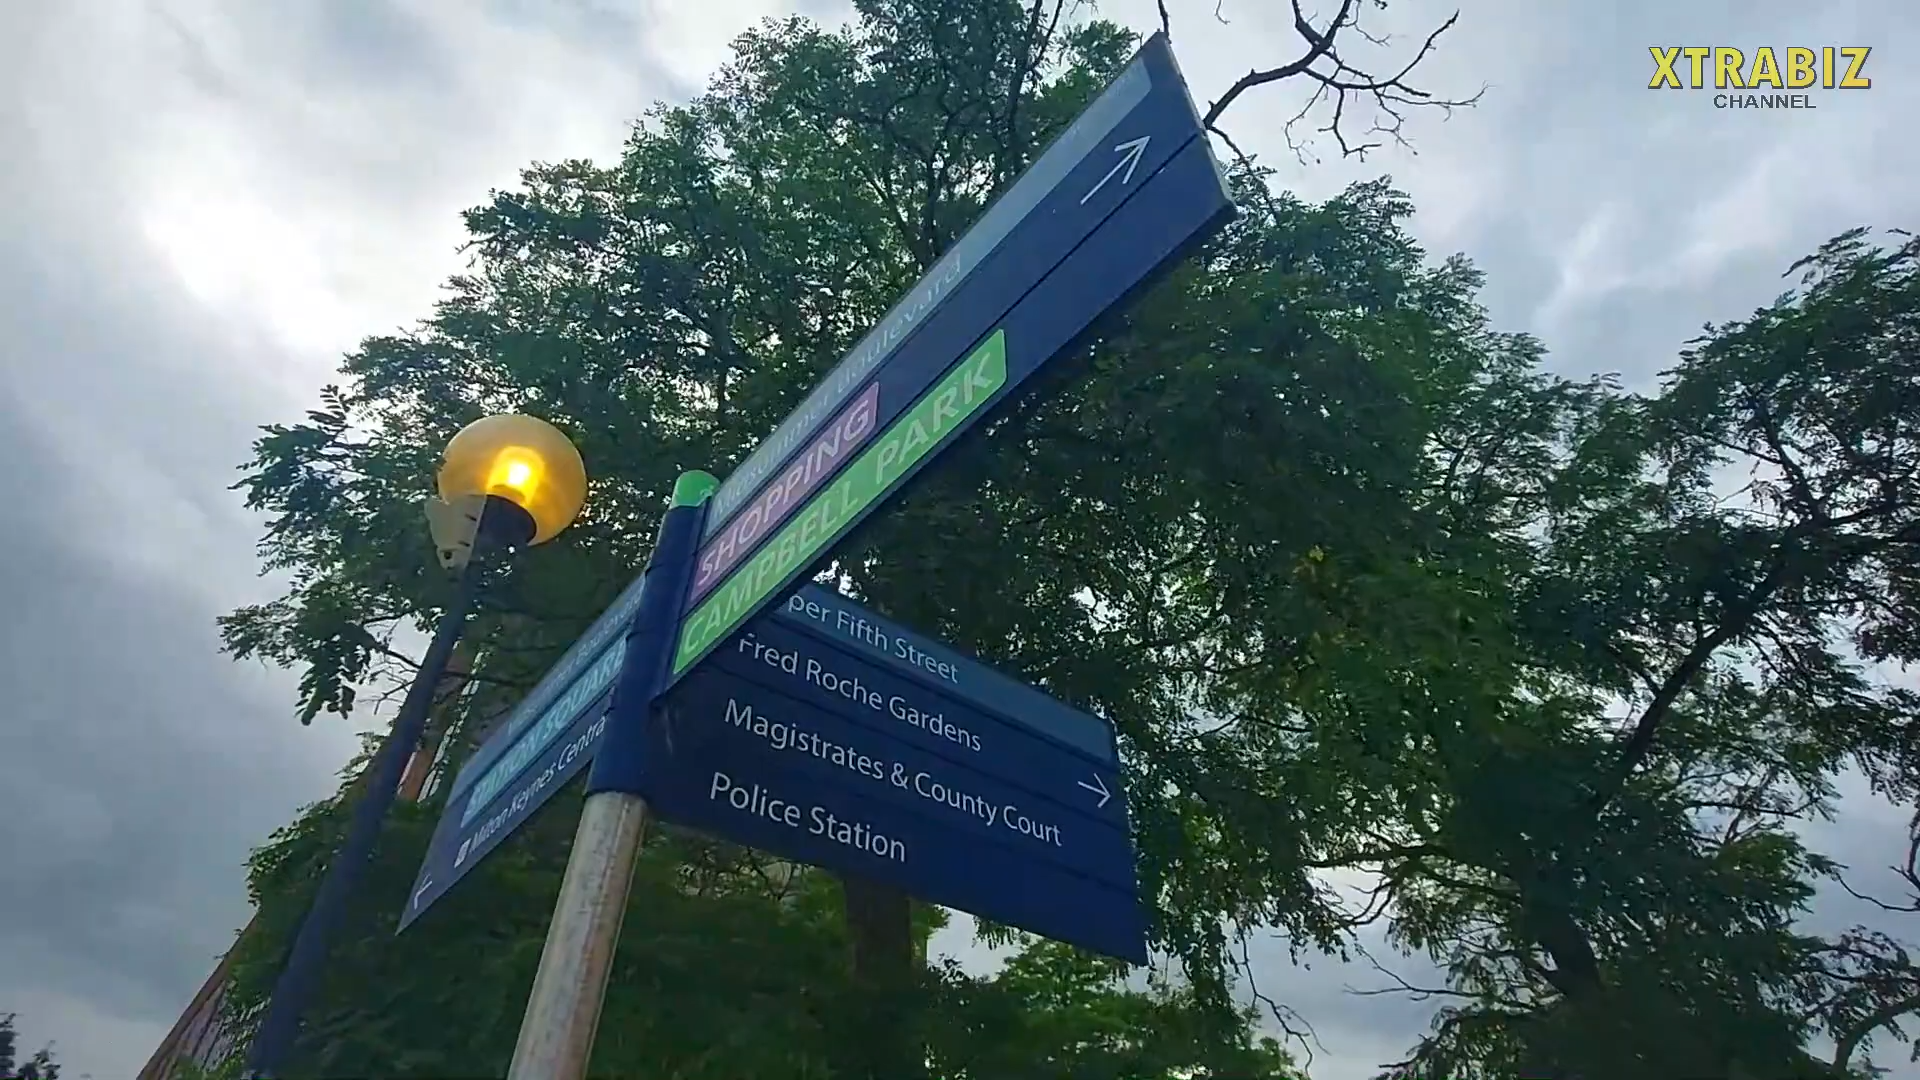 XTRABIZ
CHANNEL
Midsummer Boulevard
SHOPPING
CAMPBELL PARK
per Fifth Street
Fred Roche Gardens
Magistrates & County Court
Police Station
STATION SQUARE
Milton Keynes Central